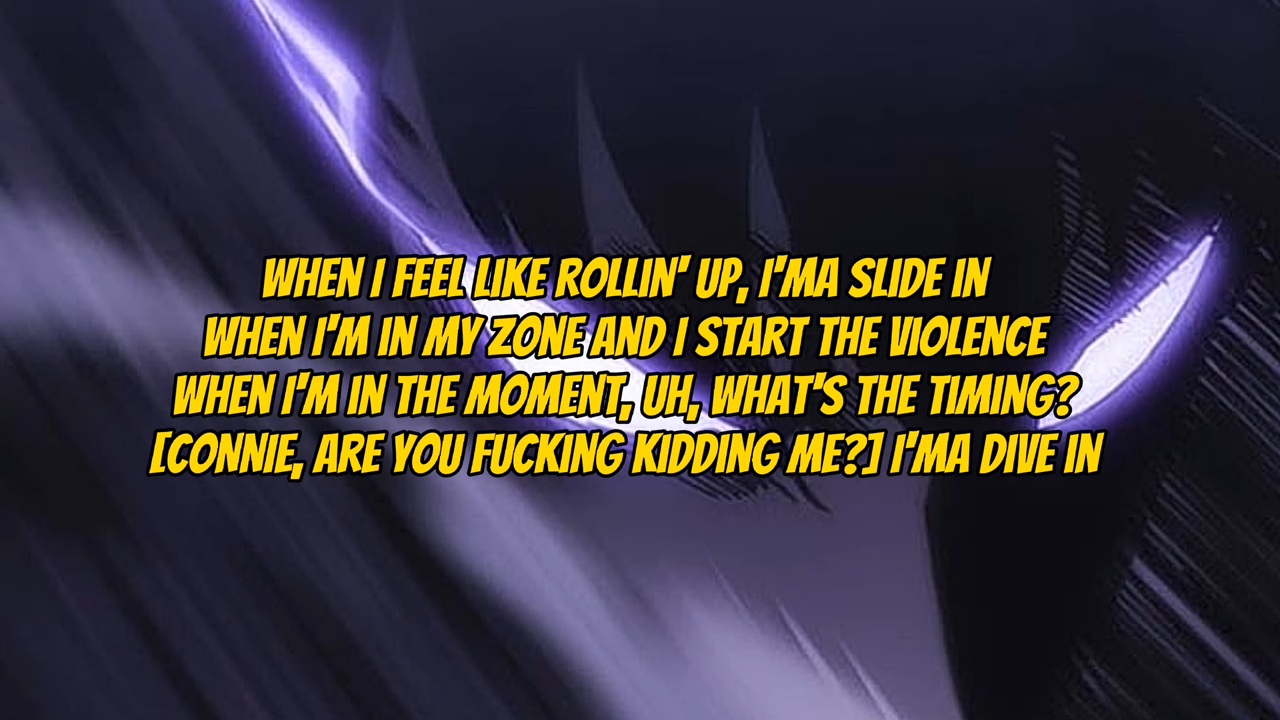 WHEN I FEEL LIKE ROLLIN' UP, I'MA SLIDE IN
WHEN I'M IN MY ZONE AND I START THE VIOLENCE
WHEN I'M IN THE MOMENT, UH, WHAT'S THE TIMING?
[CONNIE, ARE YOU FUCKING KIDDING ME?] I'MA DIVE IN